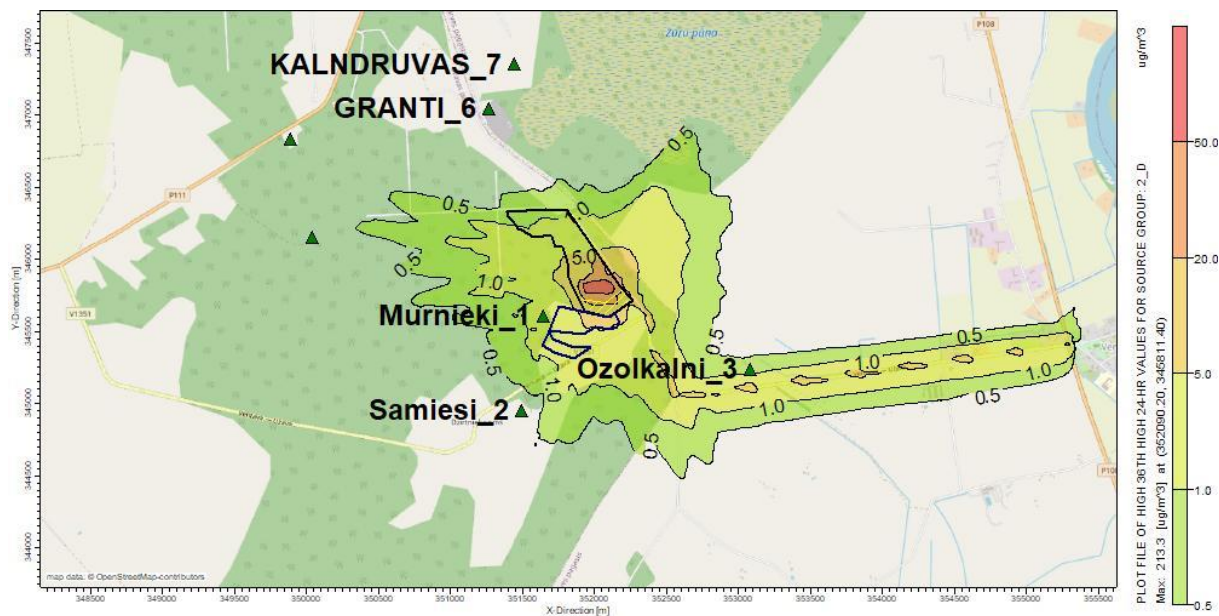 ug/m^3
347500
Zūru purvs
P108
KALNDRUVAS_7
347000
GRANTI_6
50.0
0.5
P111
346500
0.5
1.0
346000
0.5
5.0
20.0
1.0
V1351
Murnieki_1
345500
0.5
0.5
0.5
1.0
5.0
Ozolkalni_3
345000
1.0
1.0
0.5
Samiesi_2
0.5
344500
1.0
344000
map data: © OpenStreetMap-contributors
0.5
348500 349000 349500 350000 350500 351000 351500 352000 352500 353000 353500 354000 354500 355000 355500
X-Direction [m]
Y-Direction [m]
PLOT FILE OF HIGH 36TH HIGH 24-HR VALUES FOR SOURCE GROUP: 2_D
Max: 213.3 [ug/m^3] at (352090.20, 345811.40)